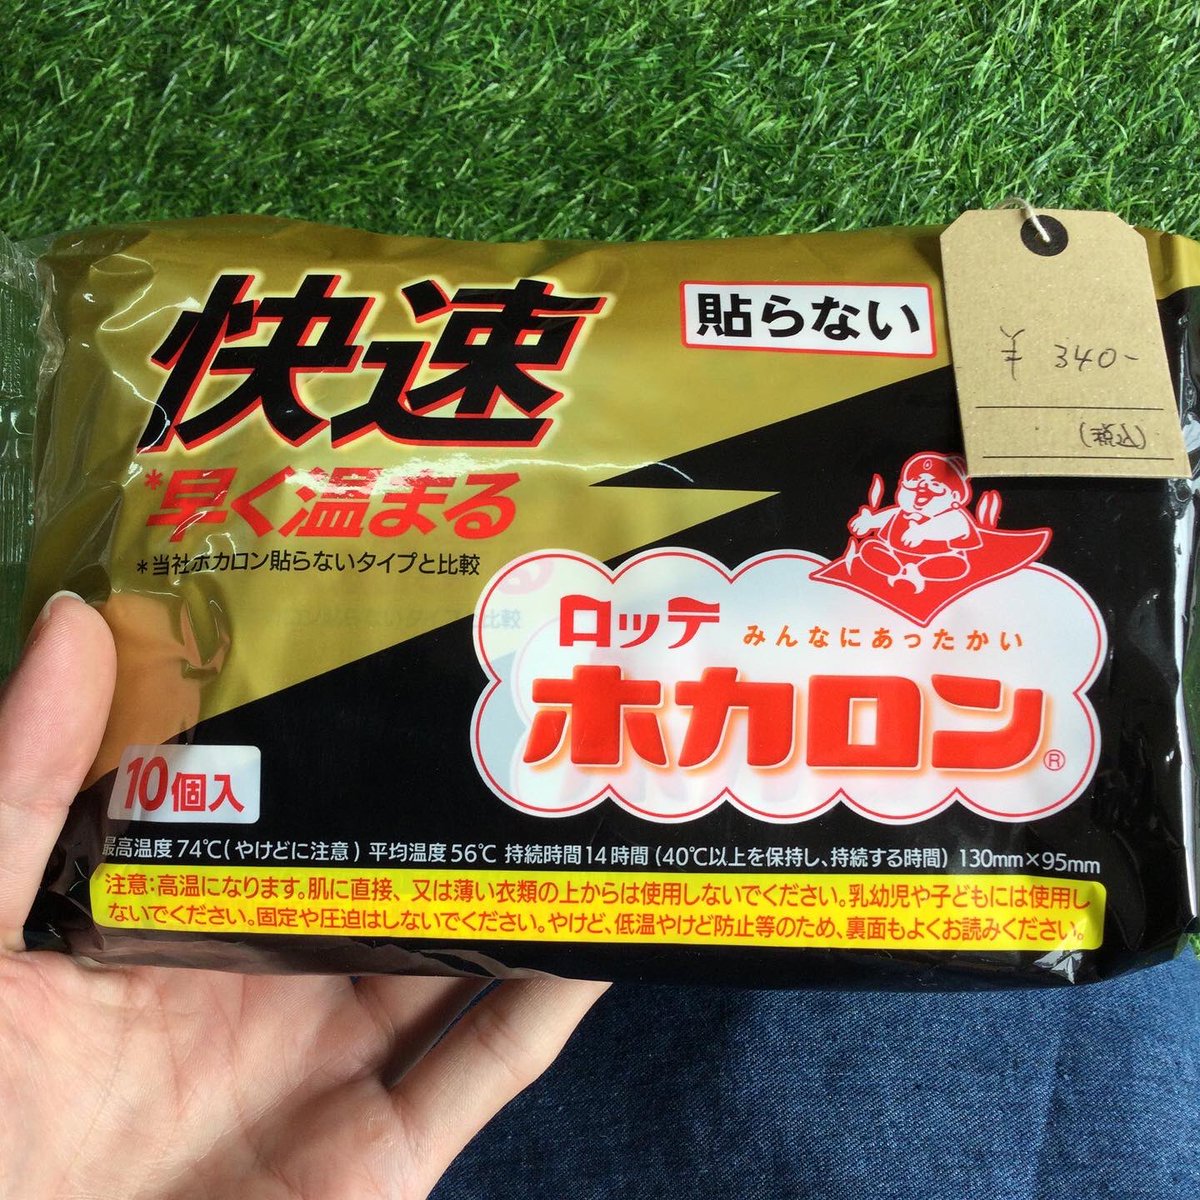 快速
貼らない
¥ 340-
(税込)
*早く温まる
*当社ホカロン貼らないタイプと比較
ロッテ みんなにあったかい
ホカロン®
10個入
最高温度74℃(やけどに注意) 平均温度56℃ 持続時間14時間(40℃以上を保持し、持続する時間) 130mm×95mm
注意:高温になります。肌に直接、又は薄い衣類の上からは使用しないでください。乳幼児や子どもには使用し
ないでください。固定や圧迫はしないでください。やけど、低温やけど防止等のため、裏面もよくお読みください。